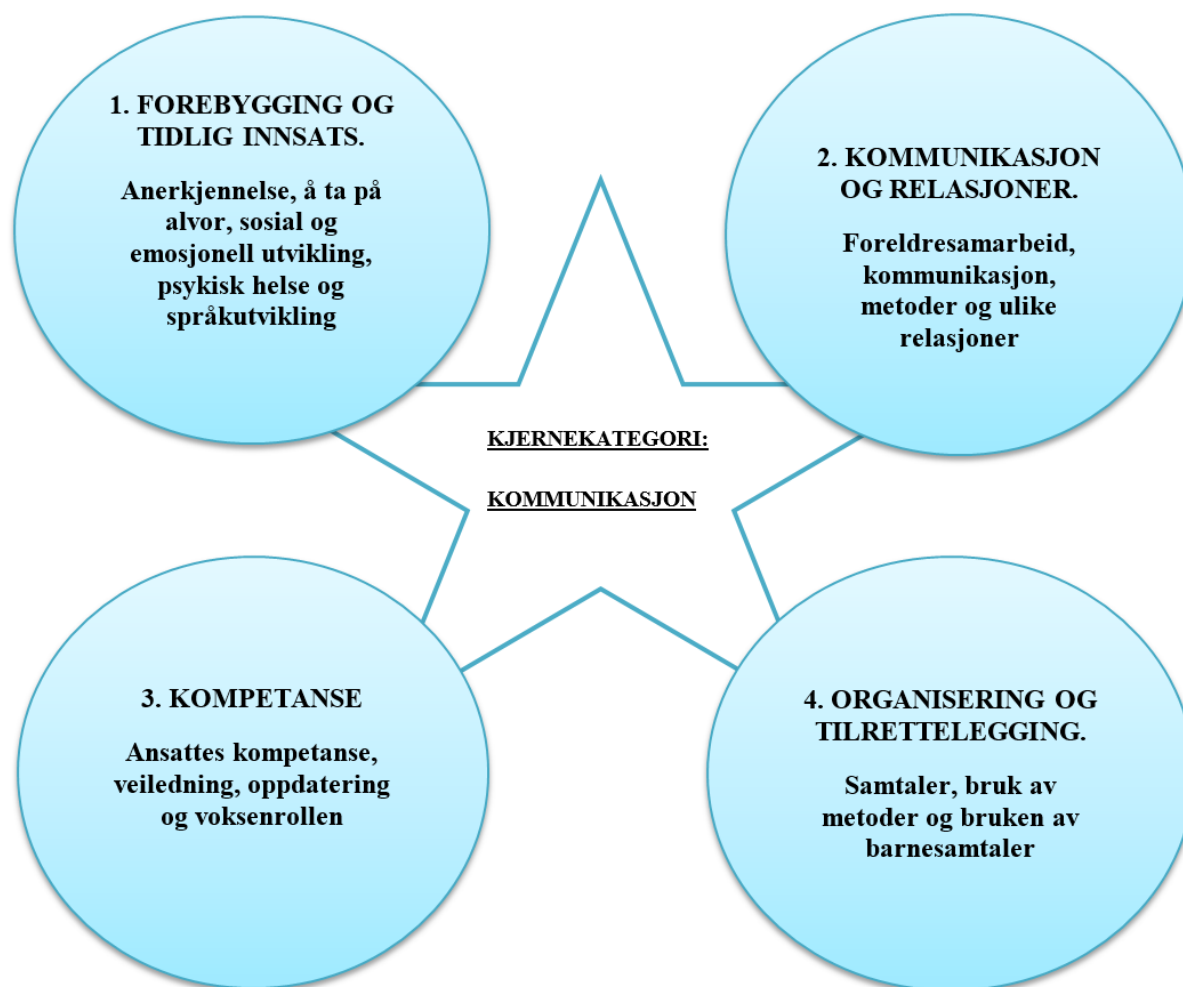 1. FOREBYGGING OG
TIDLIG INNSATS.
Anerkjennelse, å ta på
alvor, sosial og
emosjonell utvikling,
psykisk helse og
språkutvikling
2. KOMMUNIKASJON
OG RELASJONER.
Foreldresamarbeid,
kommunikasjon,
metoder og ulike
relasjoner
KJERNEKATEGORI:
KOMMUNIKASJON
3. KOMPETANSE
Ansattes kompetanse,
veiledning, oppdatering
og voksenrollen
4. ORGANISERING OG
TILRETTELEGGING.
Samtaler, bruk av
metoder og bruken av
barnesamtaler